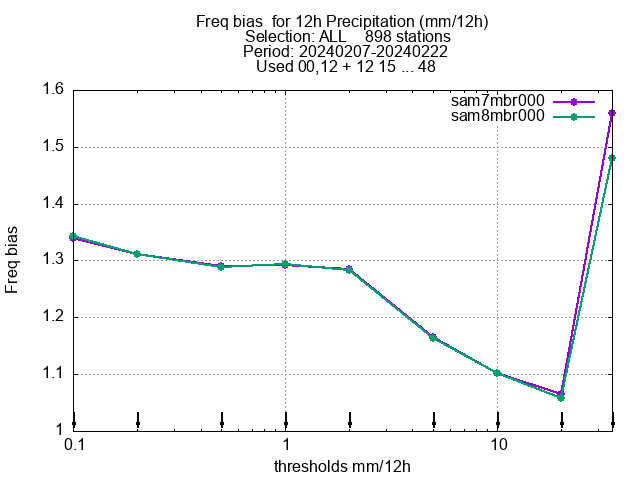 Freq bias  for 12h Precipitation (mm/12h)
Selection: ALL    898 stations
Period: 20240207-20240222
Used 00,12 + 12 15 ... 48
sam7mbr000
sam8mbr000
1.6
1.5
1.4
1.3
1.2
1.1
1
Freq bias
0.1 1 10
thresholds mm/12h